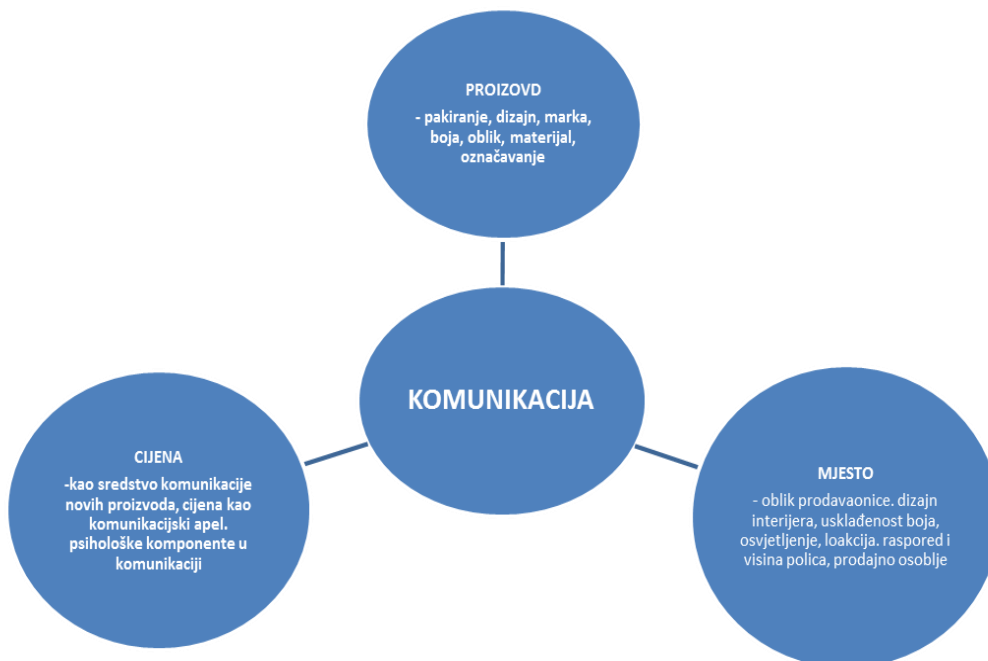 PROIZOVD
- pakiranje, dizajn, marka,
boja, oblik, materijal,
označavanje
KOMUNIKACIJA
CIJENA
-kao sredstvo komunikacije
novih proizvoda, cijena kao
komunikacijski apel.
psihološke komponente u
komunikaciji
MJESTO
- oblik prodavaonice. dizajn
interijera, usklađenost boja,
osvjetljenje, loakcija. raspored i
visina polica, prodajno osoblje